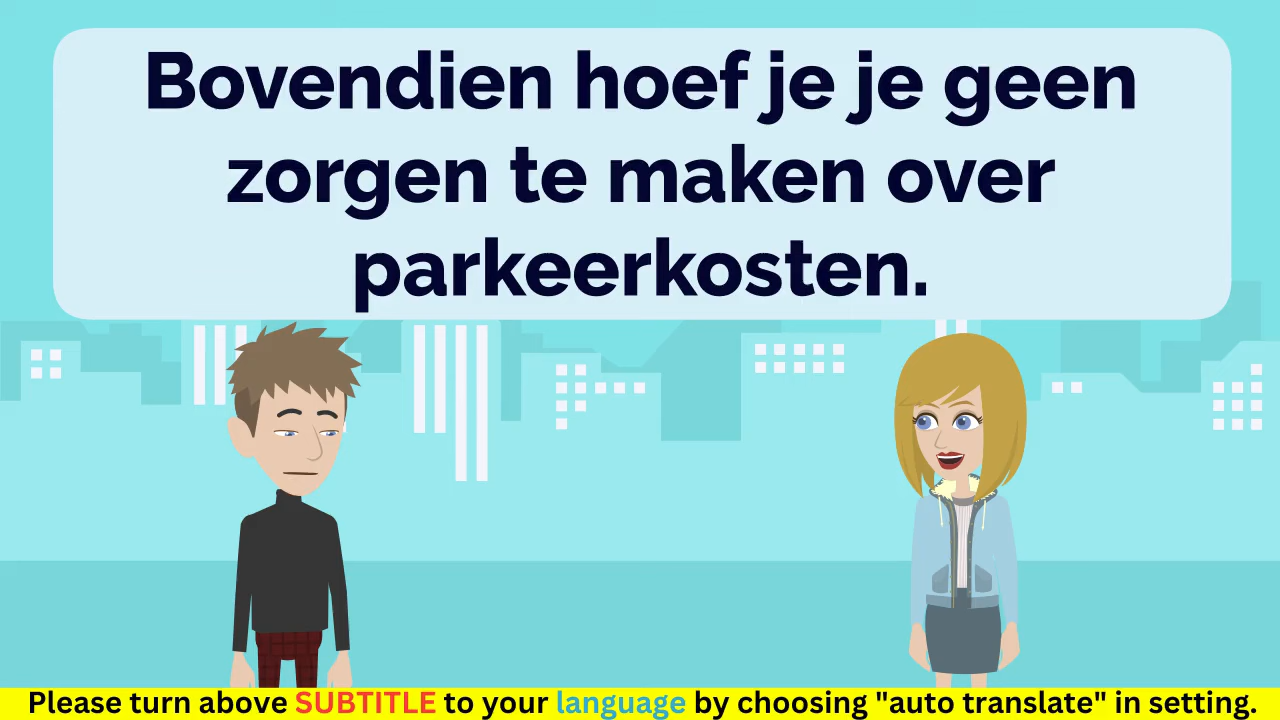 Bovendien hoef je je geen
zorgen te maken over
parkeerkosten.
Please turn above SUBTITLE to your language by choosing "auto translate" in setting.